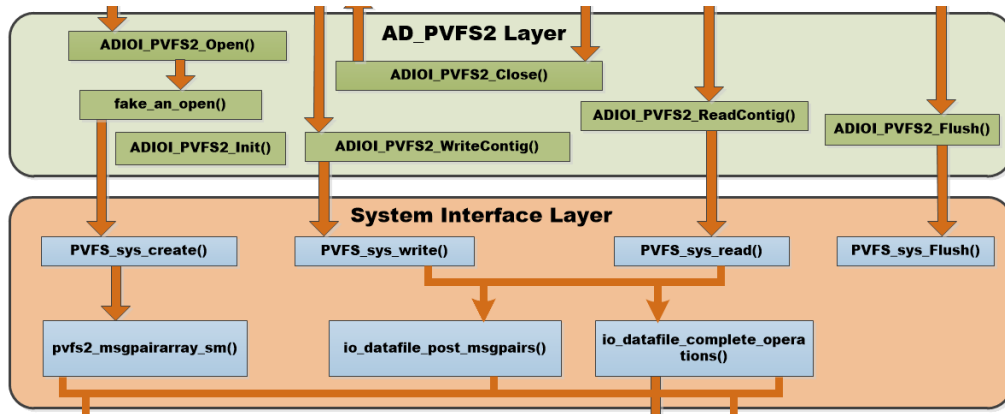 AD_PVFS2 Layer
ADIOI_PVFS2_Open()
ADIOI_PVFS2_Close()
fake_an_open()
ADIOI_PVFS2_ReadContig()
ADIOI_PVFS2_Flush()
ADIOI_PVFS2_Init()
ADIOI_PVFS2_WriteContig()
System Interface Layer
PVFS_sys_create()
PVFS_sys_write()
PVFS_sys_read()
PVFS_sys_Flush()
pvfs2_msgpairarray_sm()
io_datafile_post_msgpairs()
io_datafile_complete_opera
tions()